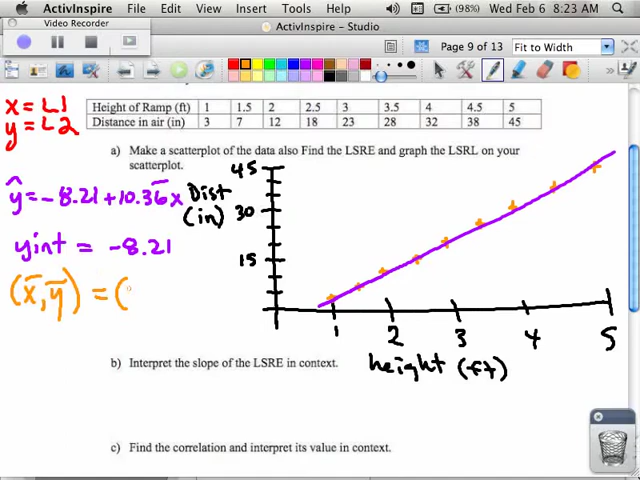 ActivInspire File Edit View Insert Tools Help (98%) Wed Feb 6 8:23 AM
Video Recorder
ActivInspire - Studio
Page 9 of 13 Fit to Width
x = L1
y = L2
Height of Ramp (ft) 1 1.5 2 2.5 3 3.5 4 4.5 5
Distance in air (in) 3 7 12 18 23 28 32 38 45
a) Make a scatterplot of the data also Find the LSRE and graph the LSRL on your
scatterplot.
ŷ = -8.21 + 10.36x
yint = -8.21
(x̄, ȳ) = (
Dist
(in)
45
30
15
1 2 3 4 5
height (ft)
b) Interpret the slope of the LSRE in context.
c) Find the correlation and interpret its value in context.